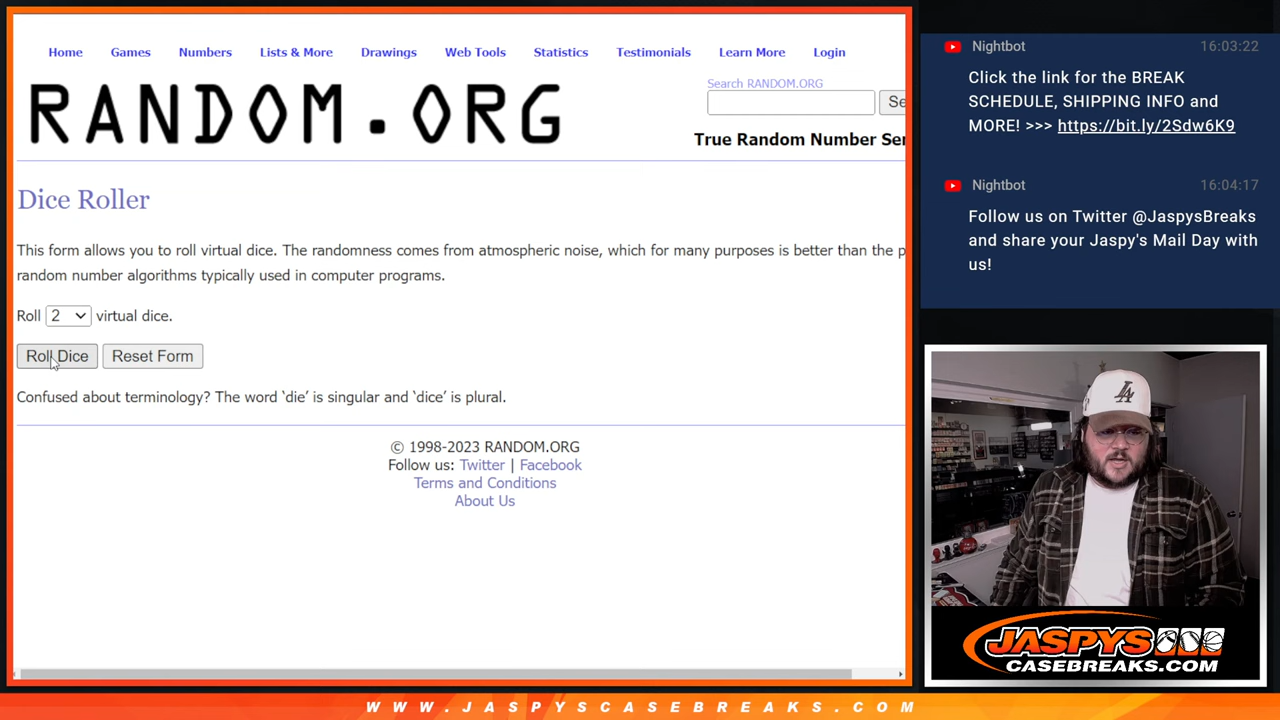 Home Games Numbers Lists & More Drawings Web Tools Statistics Testimonials Learn More Login
RANDOM.ORG
Search RANDOM.ORG
Se
True Random Number Ser
Dice Roller
This form allows you to roll virtual dice. The randomness comes from atmospheric noise, which for many purposes is better than the p
random number algorithms typically used in computer programs.
Roll 2 virtual dice.
Roll Dice Reset Form
Confused about terminology? The word ‘die’ is singular and ‘dice’ is plural.
© 1998-2023 RANDOM.ORG
Follow us: Twitter | Facebook
Terms and Conditions
About Us
Nightbot 16:03:22
Click the link for the BREAK
SCHEDULE, SHIPPING INFO and
MORE! >>> https://bit.ly/2Sdw6K9
Nightbot 16:04:17
Follow us on Twitter @JaspysBreaks
and share your Jaspy's Mail Day with
us!
LA
JASPYS
CASEBREAKS.COM
WWW.JASPYSCASEBREAKS.COM